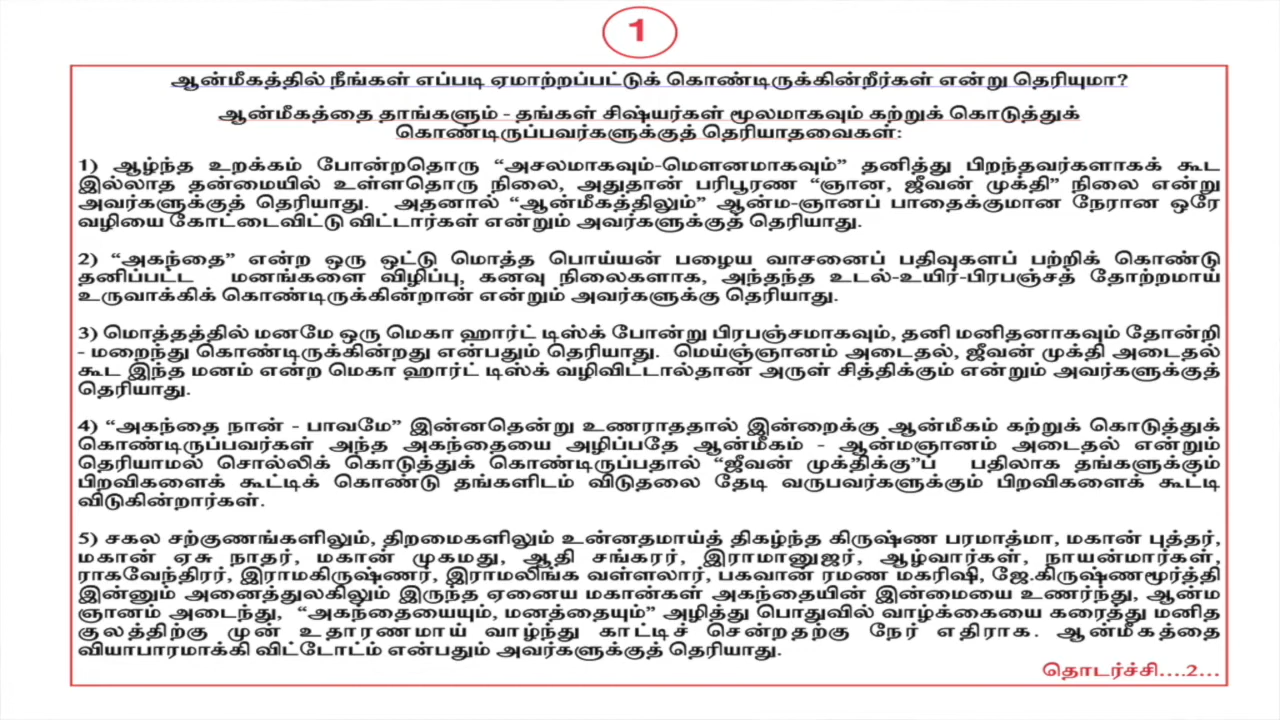 1
ஆன்மீகத்தில் நீங்கள் எப்படி ஏமாற்றப்பட்டுக் கொண்டிருக்கின்றீர்கள் என்று தெரியுமா?
ஆன்மீகத்தை தாங்களும் - தங்கள் சிஷ்யர்கள் மூலமாகவும் கற்றுக் கொடுத்துக்
கொண்டிருப்பவர்களுக்குத் தெரியாதவைகள்:
1) ஆழ்ந்த உறக்கம் போன்றதொரு “அசலமாகவும்-மௌனமாகவும்” தனித்து பிறந்தவர்களாகக் கூட
இல்லாத தன்மையில் உள்ளதொரு நிலை, அதுதான் பரிபூரண “ஞான, ஜீவன் முக்தி” நிலை என்று
அவர்களுக்குத் தெரியாது. அதனால் “ஆன்மீகத்திலும்” ஆன்ம-ஞானப் பாதைக்குமான நேரான ஒரே
வழியை கோட்டைவிட்டு விட்டார்கள் என்றும் அவர்களுக்குத் தெரியாது.
2) “அகந்தை” என்ற ஒரு ஒட்டு மொத்த பொய்யன் பழைய வாசனைப் பதிவுகளப் பற்றிக் கொண்டு
தனிப்பட்ட மனங்களை விழிப்பு, கனவு நிலைகளாக, அந்தந்த உடல்-உயிர்-பிரபஞ்சத் தோற்றமாய்
உருவாக்கிக் கொண்டிருக்கின்றான் என்றும் அவர்களுக்கு தெரியாது.
3) மொத்தத்தில் மனமே ஒரு மெகா ஹார்ட் டிஸ்க் போன்று பிரபஞ்சமாகவும், தனி மனிதனாகவும் தோன்றி
- மறைந்து கொண்டிருக்கின்றது என்பதும் தெரியாது. மெய்ஞ்ஞானம் அடைதல், ஜீவன் முக்தி அடைதல்
கூட இந்த மனம் என்ற மெகா ஹார்ட் டிஸ்க் வழிவிட்டால்தான் அருள் சித்திக்கும் என்றும் அவர்களுக்குத்
தெரியாது.
4) “அகந்தை நான் - பாவமே” இன்னதென்று உணராததால் இன்றைக்கு ஆன்மீகம் கற்றுக் கொடுத்துக்
கொண்டிருப்பவர்கள் அந்த அகந்தையை அழிப்பதே ஆன்மீகம் - ஆன்மஞானம் அடைதல் என்றும்
தெரியாமல் சொல்லிக் கொடுத்துக் கொண்டிருப்பதால் “ஜீவன் முக்திக்கு”ப் பதிலாக தங்களுக்கும்
பிறவிகளைக் கூட்டிக் கொண்டு தங்களிடம் விடுதலை தேடி வருபவர்களுக்கும் பிறவிகளைக் கூட்டி
விடுகின்றார்கள்.
5) சகல சற்குணங்களிலும், திறமைகளிலும் உன்னதமாய்த் திகழ்ந்த கிருஷ்ண பரமாத்மா, மகான் புத்தர்,
மகான் ஏசு நாதர், மகான் முகமது, ஆதி சங்கரர், இராமானுஜர், ஆழ்வார்கள், நாயன்மார்கள்,
ராகவேந்திரர், இராமகிருஷ்ணர், இராமலிங்க வள்ளலார், பகவான் ரமண மகரிஷி, ஜே.கிருஷ்ணமூர்த்தி
இன்னும் அனைத்துலகிலும் இருந்த ஏனைய மகான்கள் அகந்தையின் இன்மையை உணர்ந்து, ஆன்ம
ஞானம் அடைந்து, “அகந்தையையும், மனத்தையும்” அழித்து பொதுவில் வாழ்க்கையை கரைத்து மனித
குலத்திற்கு முன் உதாரணமாய் வாழ்ந்து காட்டிச் சென்றதற்கு நேர் எதிராக. ஆன்மீகத்தை
வியாபாரமாக்கி விட்டோட்ம் என்பதும் அவர்களுக்குத் தெரியாது.
தொடர்ச்சி....2...